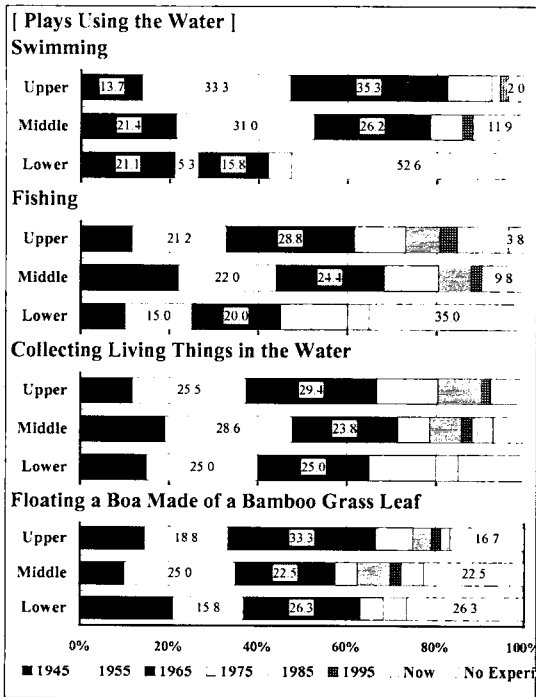 [ Plays Using the Water ]
Swimming
Upper 13.7 33.3 35.3 2.0
Middle 21.4 31.0 26.2 11.9
Lower 21.1 5.3 15.8 52.6
Fishing
Upper 21.2 28.8 3.8
Middle 22.0 24.4 9.8
Lower 15.0 20.0 35.0
Collecting Living Things in the Water
Upper 25.5 29.4
Middle 28.6 23.8
Lower 25.0 25.0
Floating a Boa Made of a Bamboo Grass Leaf
Upper 18.8 33.3 16.7
Middle 25.0 22.5 22.5
Lower 15.8 26.3 26.3
0% 20% 40% 60% 80% 100%
1945 1955 1965 1975 1985 1995 Now No Experi